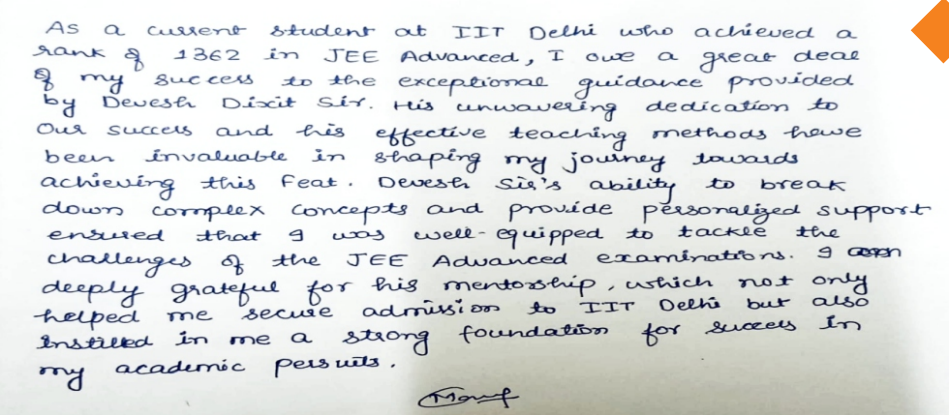 As a current student at IIT Delhi who achieved a
rank of 1362 in JEE Advanced, I owe a great deal
of my success to the exceptional guidance provided
by Devesh Dixit Sir. His unwavering dedication to
our success and his effective teaching methods have
been invaluable in shaping my journey towards
achieving this feat. Devesh Sir's ability to break
down complex concepts and provide personalized support
ensured that I was well-equipped to tackle the
challenges of the JEE Advanced examinations. I
deeply grateful for his mentorship, which not only
helped me secure admission to IIT Delhi but also
instilled in me a strong foundation for success in
my academic persuits.